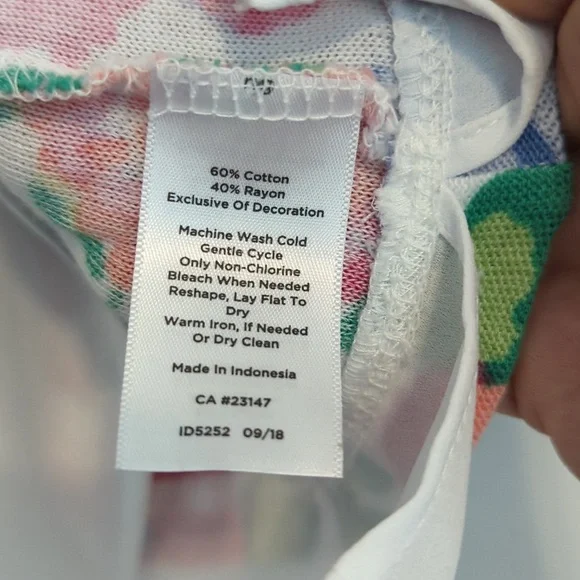 60% Cotton
40% Rayon
Exclusive Of Decoration
Machine Wash Cold
Gentle Cycle
Only Non-Chlorine
Bleach When Needed
Reshape, Lay Flat To
Dry
Warm Iron, If Needed
Or Dry Clean
Made In Indonesia
CA #23147
ID5252 09/18